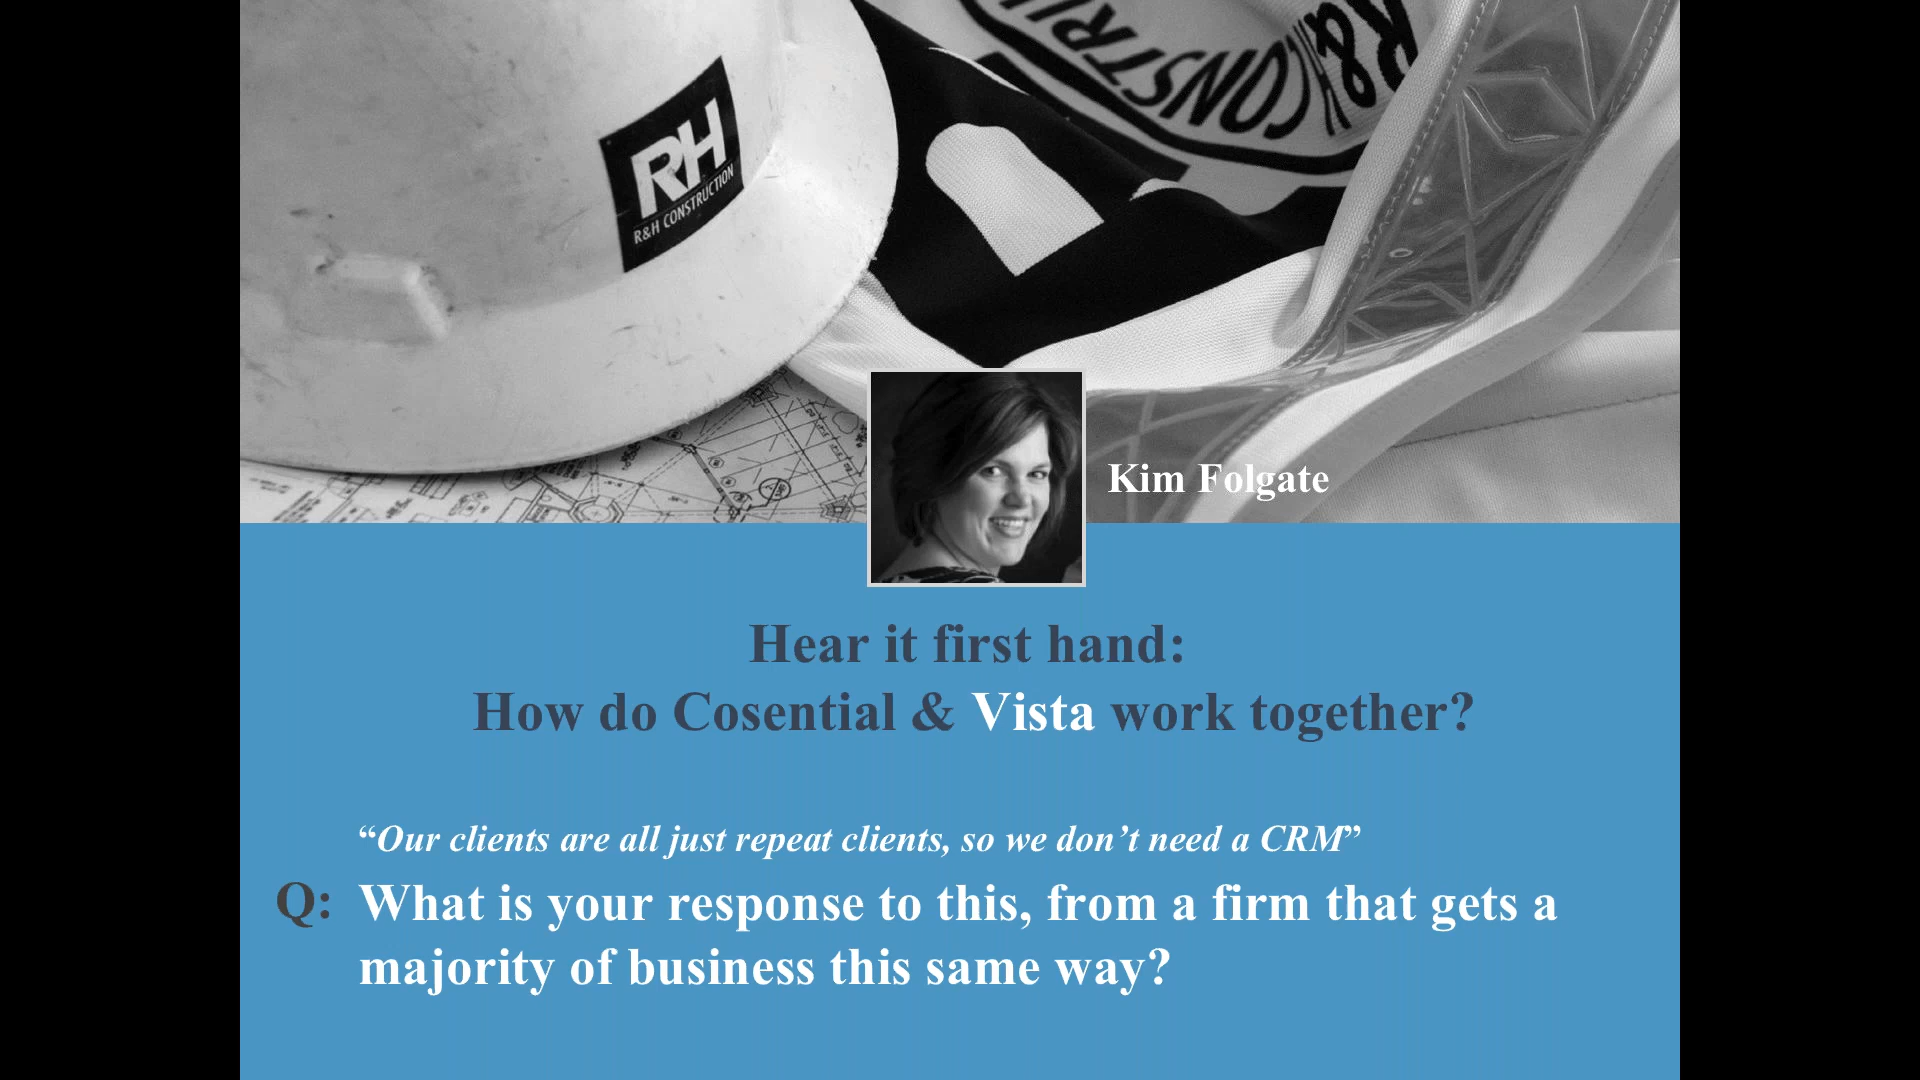 R&
CONSTRU
RH
R&H CONSTRUCTION
Kim Folgate
Hear it first hand:
How do Cosential & Vista work together?
“Our clients are all just repeat clients, so we don’t need a CRM”
Q: What is your response to this, from a firm that gets a
majority of business this same way?